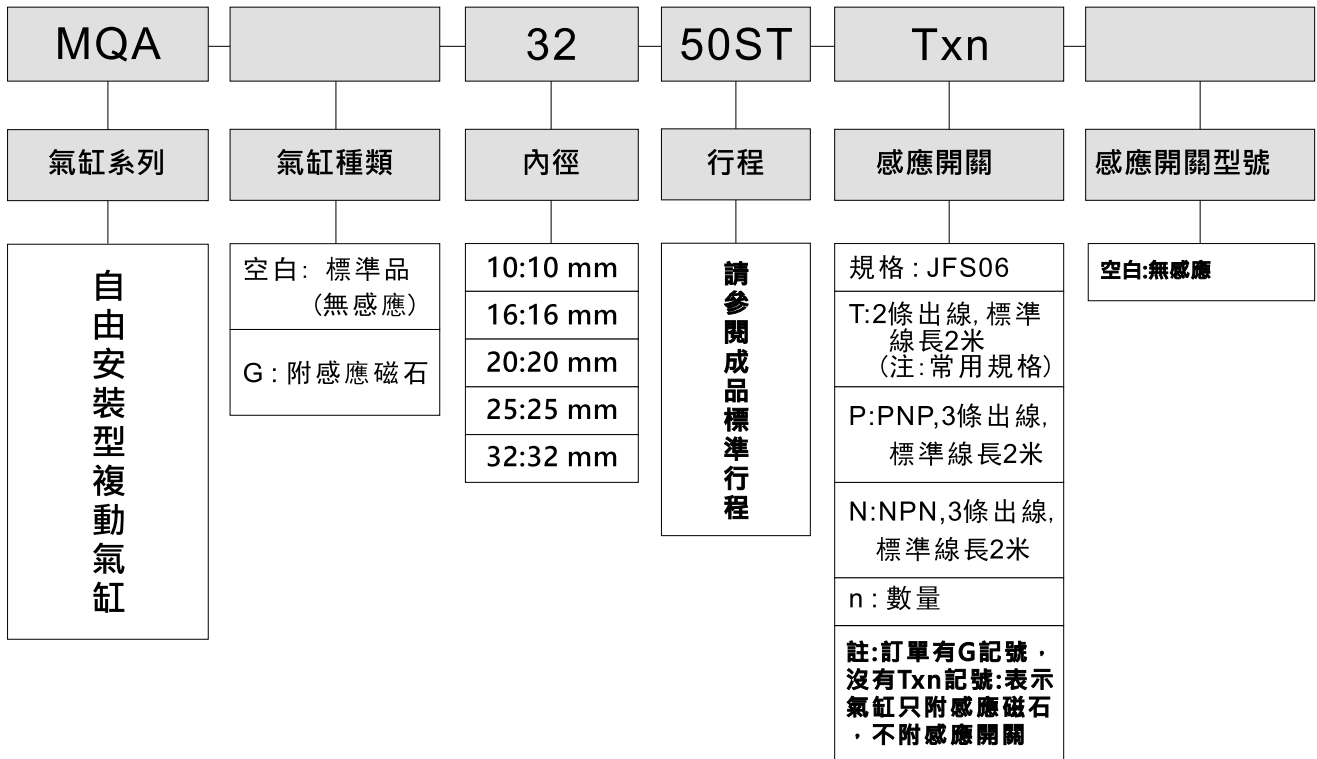 MQA
32
50ST
Txn
氣缸系列
氣缸種類
內徑
行程
感應開關
感應開關型號
自由安裝型複動氣缸
空白: 標準品
(無感應)
G : 附感應磁石
10:10 mm
16:16 mm
20:20 mm
25:25 mm
32:32 mm
請參閱成品標準行程
規格 : JFS06
T:2條出線, 標準
線長2米
(注: 常用規格)
P:PNP,3條出線,
標準線長2米
N:NPN,3條出線,
標準線長2米
n : 數量
註:訂單有G記號，
沒有Txn記號:表示
氣缸只附感應磁石
，不附感應開關
空白:無感應